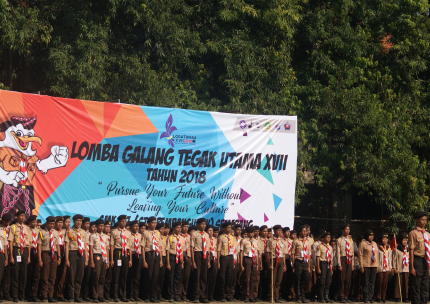 LOMBA GALANG TEGAK UTAMA XVII
TAHUN 2018
"Pursue Your Future Without
Leaving Your Culture"